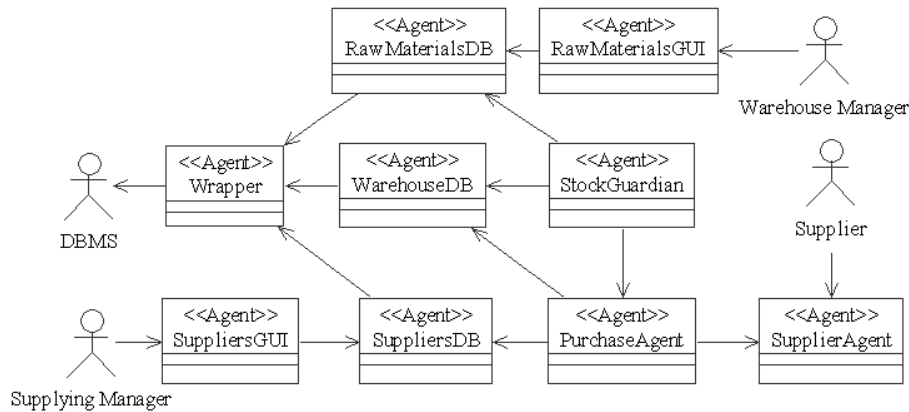 <<Agent>>
RawMaterialsDB
<<Agent>>
RawMaterialsGUI
Warehouse Manager
<<Agent>>
Wrapper
<<Agent>>
WarehouseDB
<<Agent>>
StockGuardian
DBMS
Supplier
<<Agent>>
SuppliersGUI
<<Agent>>
SuppliersDB
<<Agent>>
PurchaseAgent
<<Agent>>
SupplierAgent
Supplying Manager